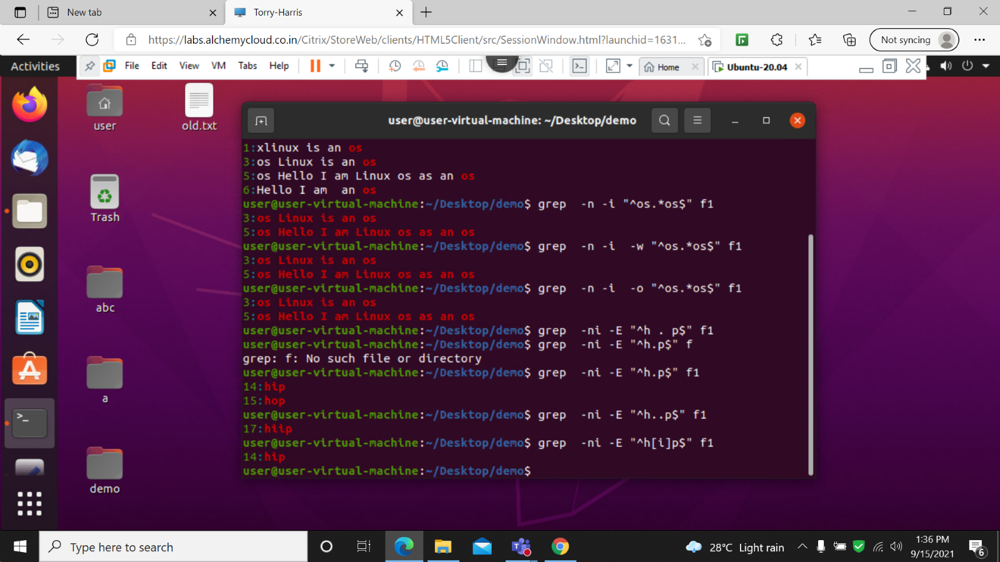 New tab
Torry-Harris
https://labs.alchemycloud.co.in/Citrix/StoreWeb/clients/HTML5Client/src/SessionWindow.html?launchid=1631...
Not syncing
Activities
File Edit View VM Tabs Help
Home
Ubuntu-20.04
user
old.txt
Trash
abc
a
demo
user@user-virtual-machine: ~/Desktop/demo
1:xlinux is an os
3:os Linux is an os
5:os Hello I am Linux os as an os
6:Hello I am  an os
user@user-virtual-machine:~/Desktop/demo$ grep  -n -i "^os.*os$" f1
3:os Linux is an os
5:os Hello I am Linux os as an os
user@user-virtual-machine:~/Desktop/demo$ grep  -n -i  -w "^os.*os$" f1
3:os Linux is an os
5:os Hello I am Linux os as an os
user@user-virtual-machine:~/Desktop/demo$ grep  -n -i  -o "^os.*os$" f1
3:os Linux is an os
5:os Hello I am Linux os as an os
user@user-virtual-machine:~/Desktop/demo$ grep  -ni -E "^h . p$" f1
user@user-virtual-machine:~/Desktop/demo$ grep  -ni -E "^h.p$" f
grep: f: No such file or directory
user@user-virtual-machine:~/Desktop/demo$ grep  -ni -E "^h.p$" f1
14:hip
15:hop
user@user-virtual-machine:~/Desktop/demo$ grep  -ni -E "^h..p$" f1
17:hiip
user@user-virtual-machine:~/Desktop/demo$ grep  -ni -E "^h[i]p$" f1
14:hip
user@user-virtual-machine:~/Desktop/demo$
Type here to search
28°C Light rain
1:36 PM
9/15/2021
6